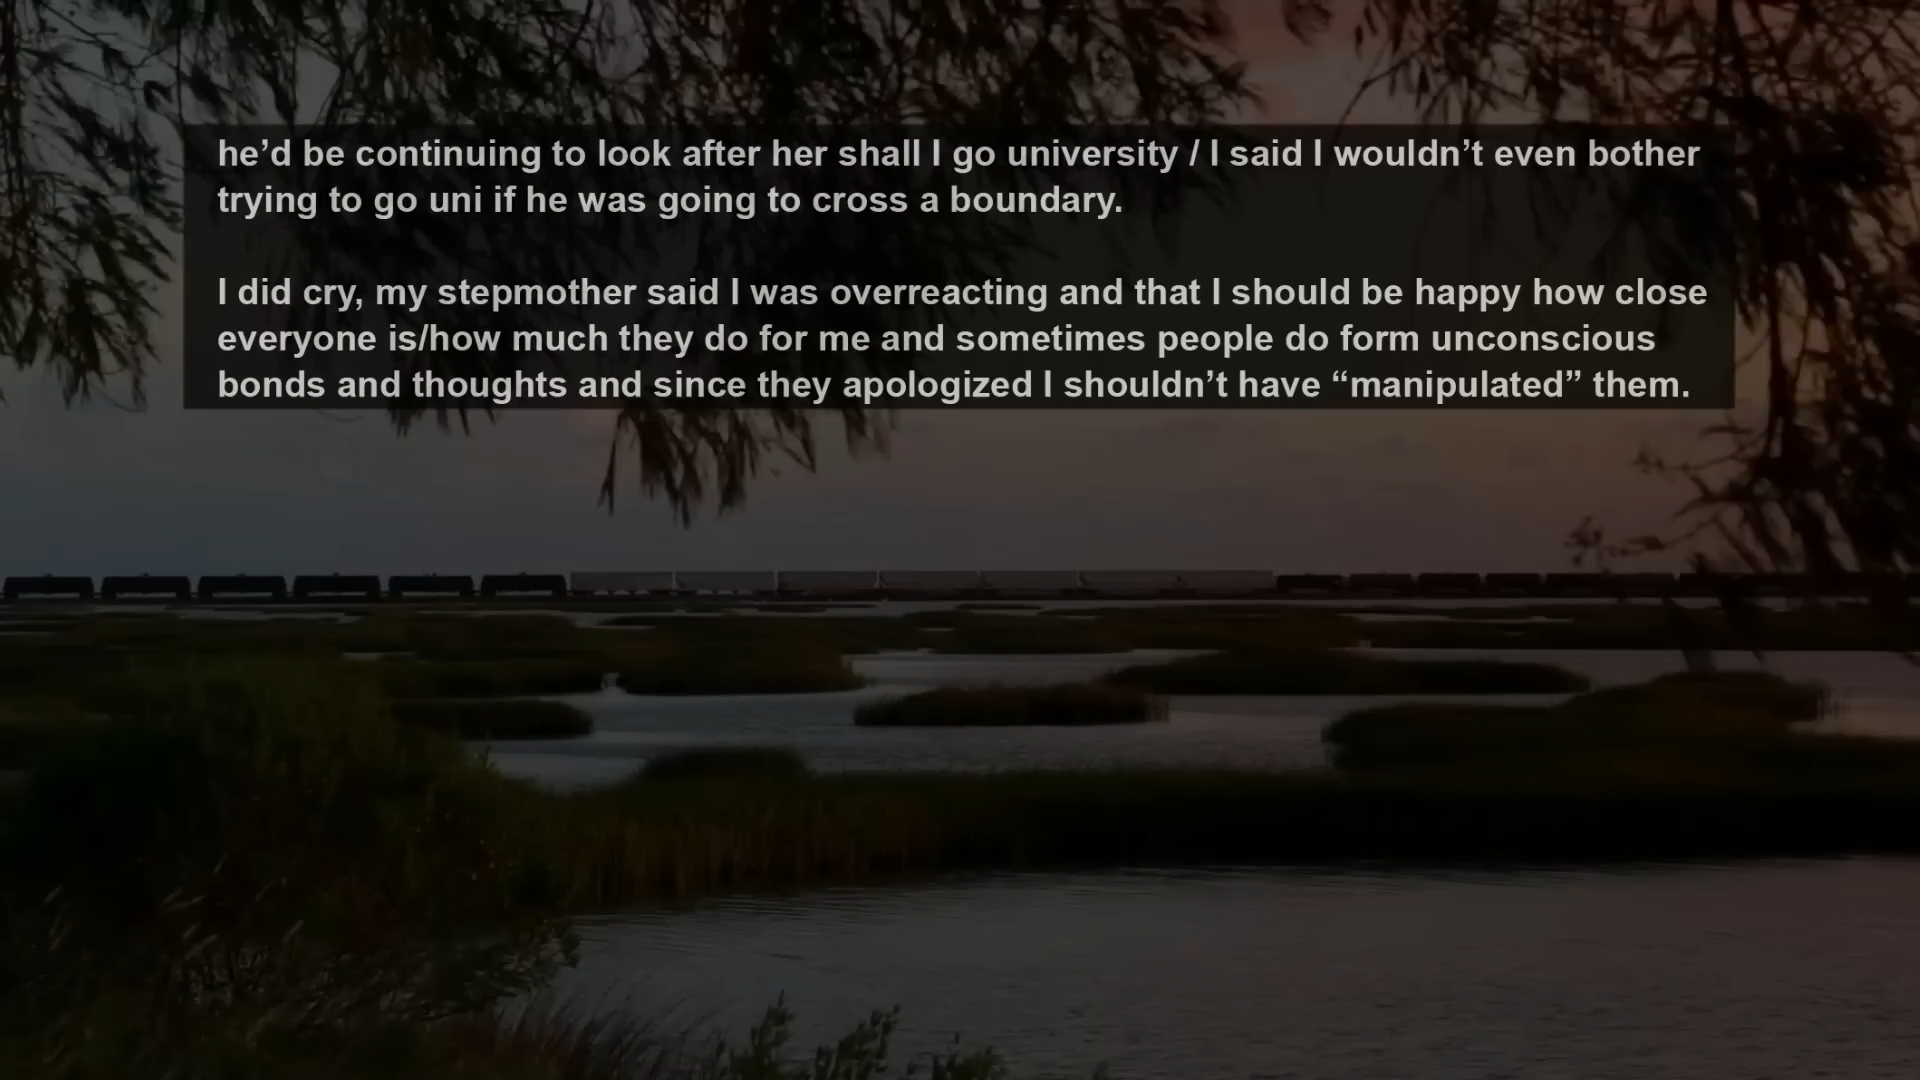 he’d be continuing to look after her shall I go university / I said I wouldn’t even bother
trying to go uni if he was going to cross a boundary.
I did cry, my stepmother said I was overreacting and that I should be happy how close
everyone is/how much they do for me and sometimes people do form unconscious
bonds and thoughts and since they apologized I shouldn’t have “manipulated” them.